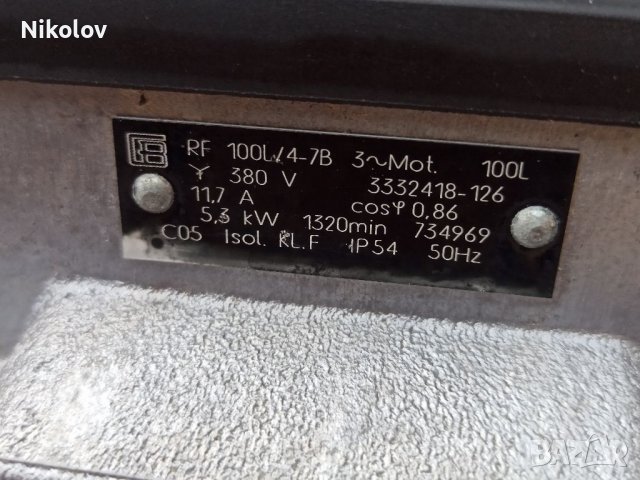 Nikolov
RF 100L/4-7B 3~Mot. 100L
Y 380 V 3332418-126
11,7 A cosφ 0,86
5,3 kW 1320min 734969
C05 Isol. KL.F IP54 50Hz
BAZAR